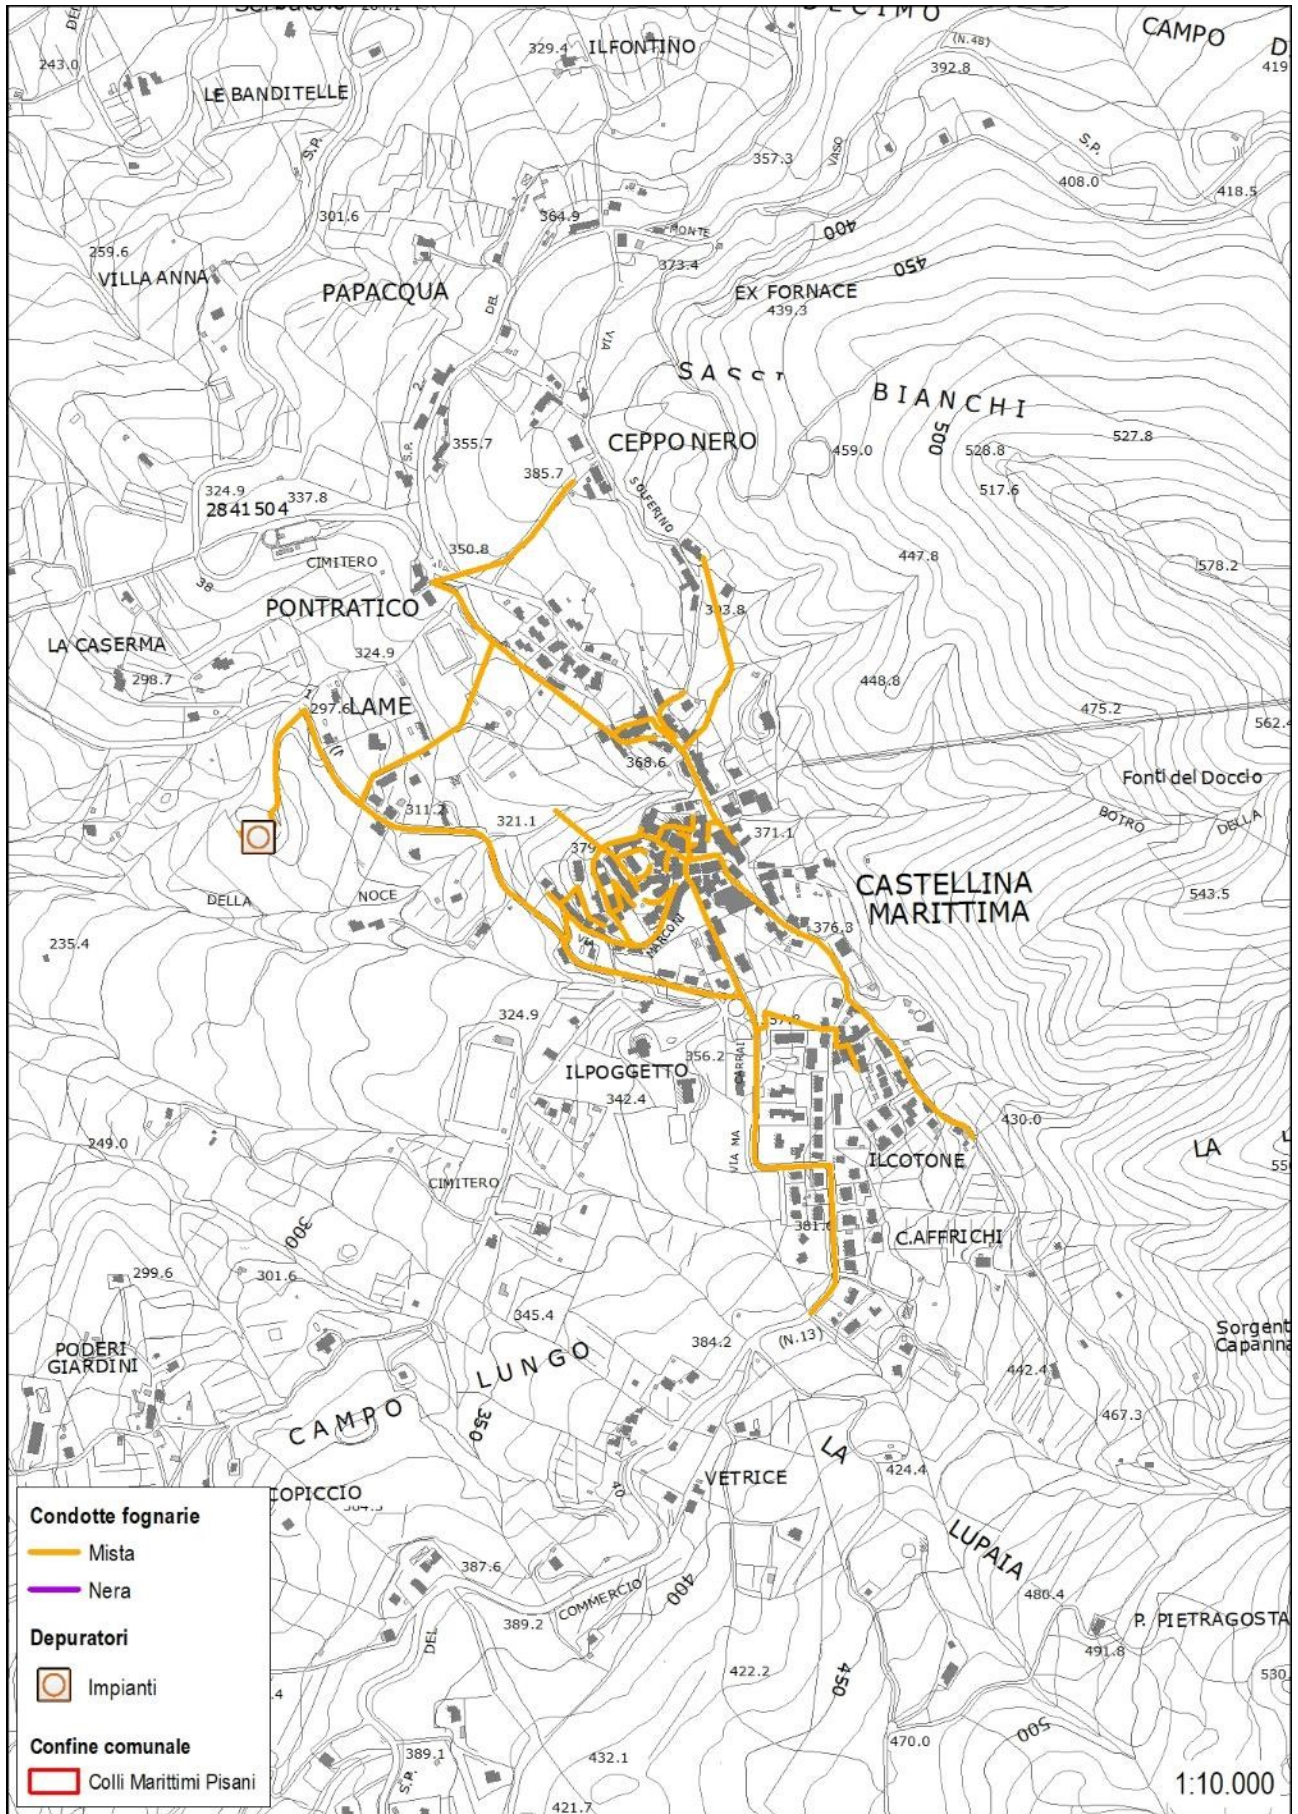 DECIMO
CAMPO
(N.48)
329.4
ILFONTINO
243.0
392.8
419
LE BANDITELLE
S.P.
S.P.
VASO
357.3
408.0
418.5
301.6
364.9
MONTE
400
259.6
373.4
450
VILLA ANNA
PAPACQUA
DEL
EX FORNACE
439.3
VIA
BIANCHI
2
355.7
S.P.
CEPPO NERO
500
527.8
459.0
528.8
385.7
517.6
324.9
337.8
2841504
SOLFERINO
350.8
447.8
CIMITERO
578.2
38
PONTRATICO
LA CASERMA
324.9
298.7
448.8
297.6
LAME
475.2
562.4
368.6
Fonti del Doccio
311.2
321.1
371.1
BOTRO
DELLA
379
CASTELLINA
MARITTIMA
DELLA
NOCE
543.5
376.3
235.4
VIA
MARCONI
324.9
356.2
CARRAI
ILPOGGETTO
342.4
249.0
430.0
VIA MA
LA
ILCOTONE
CIMITERO
300
381.6
C.AFFRICHI
299.6
301.6
345.4
384.2
(N.13)
Sorgent
Capanna
PODERI
GIARDINI
LUNGO
442.4
CAMPO
350
467.3
LA
424.4
VETRICE
COPICCIO
40
LUPAIA
387.6
400
COMMERCIO
480.4
389.2
P. PIETRAGOSTA
DEL
491.8
422.2
450
530.
500
470.0
389.1
432.1
S.P.
421.7
Condotte fognarie
Mista
Nera
Depuratori
Impianti
Confine comunale
Colli Marittimi Pisani
1:10.000